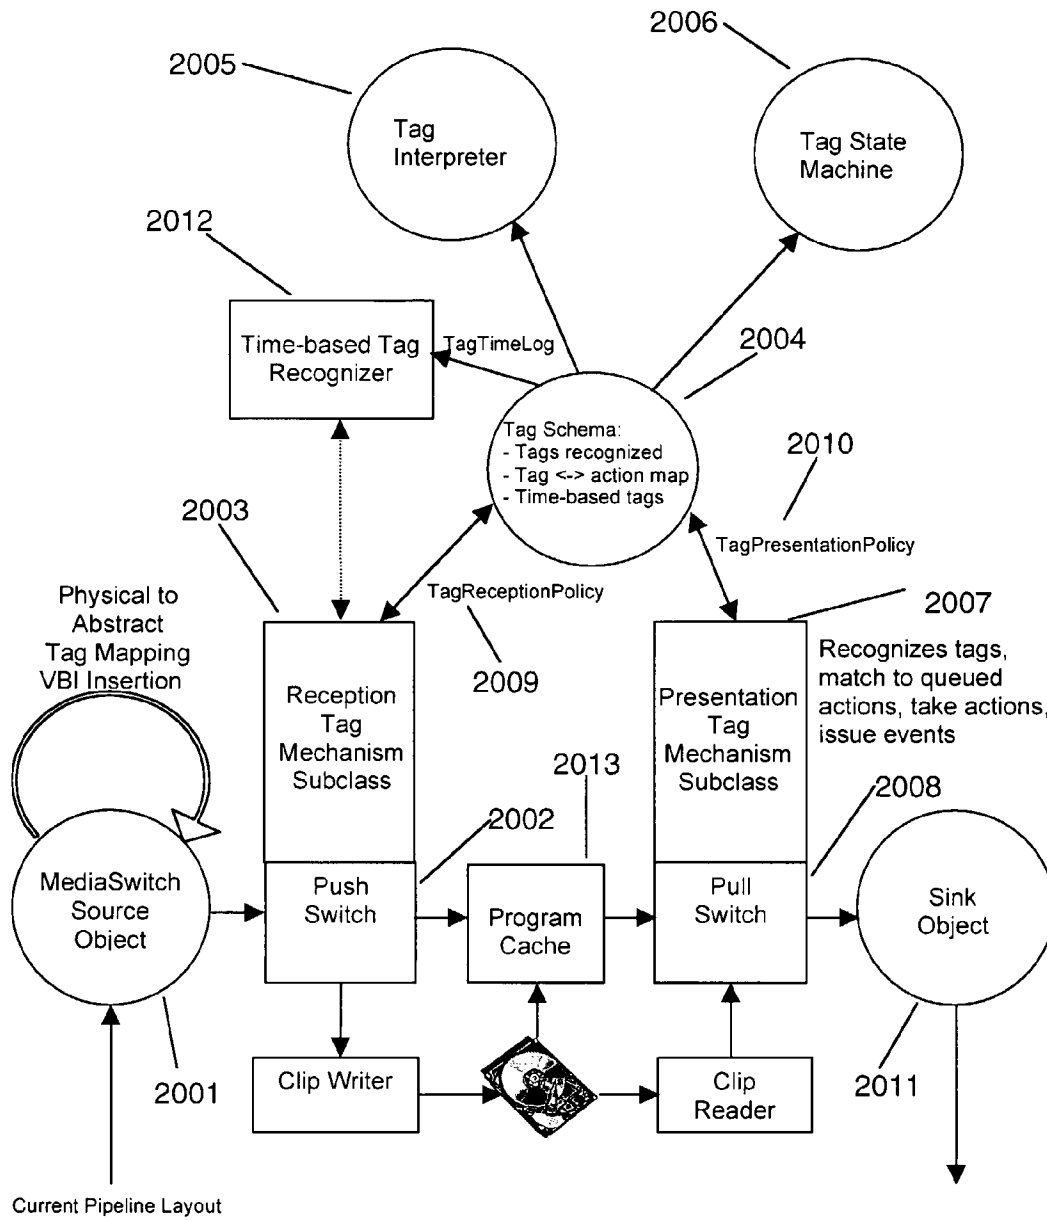 2006
2005
Tag
Interpreter
Tag State
Machine
2012
Time-based Tag
Recognizer
TagTimeLog
2004
Tag Schema:
- Tags recognized
- Tag <-> action map
- Time-based tags
2010
2003
TagPresentationPolicy
TagReceptionPolicy
Physical to
Abstract
Tag Mapping
VBI Insertion
2009
2007
Recognizes tags,
match to queued
actions, take actions,
issue events
Reception
Tag
Mechanism
Subclass
Presentation
Tag
Mechanism
Subclass
2013
2002
2008
MediaSwitch
Source
Object
Push
Switch
Program
Cache
Pull
Switch
Sink
Object
2001
Clip Writer
Clip
Reader
2011
Current Pipeline Layout